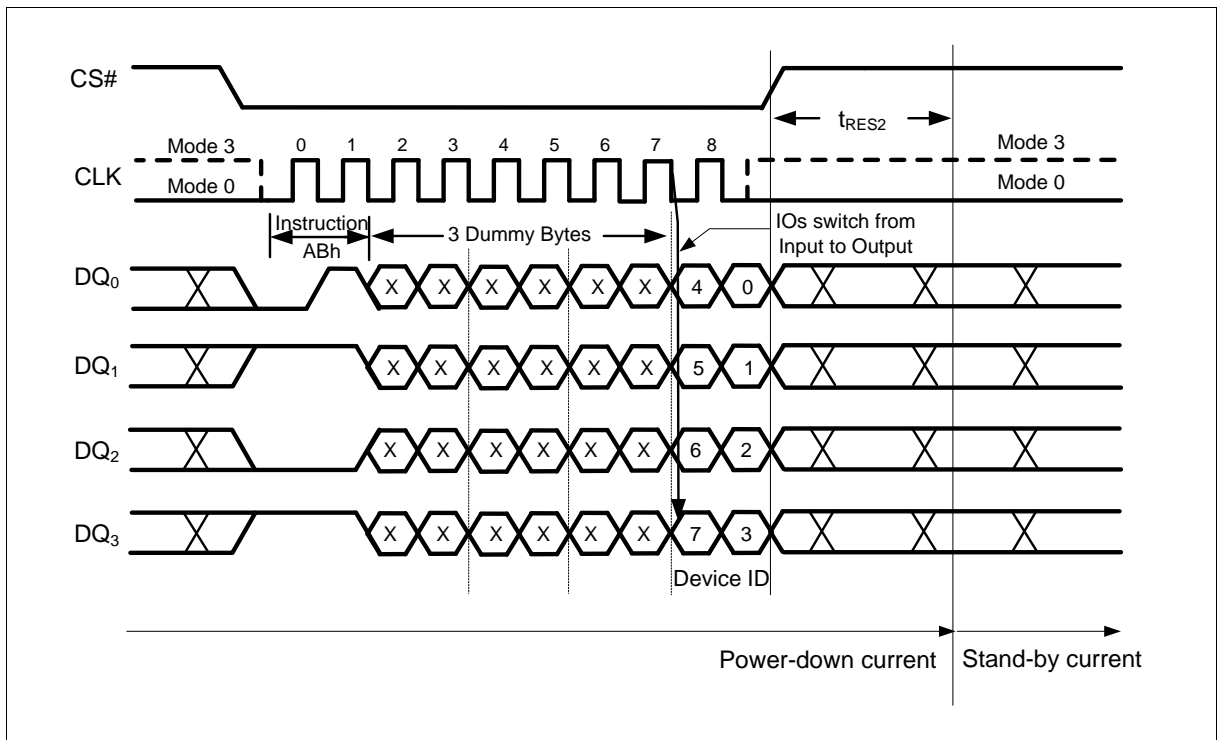 CS#
tRES2
Mode 3
0 1 2 3 4 5 6 7 8
Mode 3
CLK
Mode 0
Mode 0
Instruction
ABh
3 Dummy Bytes
IOs switch from
Input to Output
DQ0
X X X X X X 4 0
DQ1
X X X X X X 5 1
DQ2
X X X X X X 6 2
DQ3
X X X X X X 7 3
Device ID
Power-down current
Stand-by current